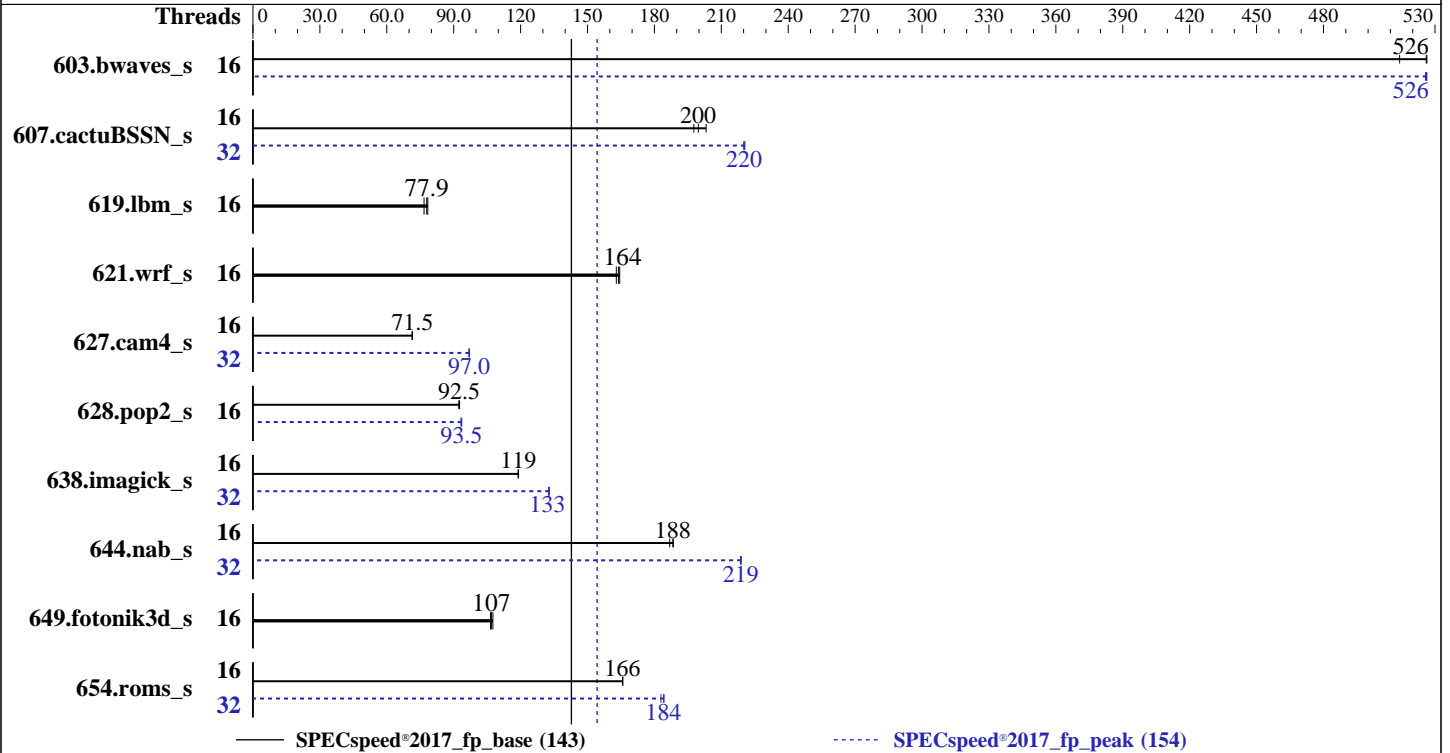 Threads 0 30.0 60.0 90.0 120 150 180 210 240 270 300 330 360 390 420 450 480 530
603.bwaves_s 16 526
526
607.cactuBSSN_s 16 200
32 220
619.lbm_s 16 77.9
621.wrf_s 16 164
627.cam4_s 16 71.5
32 97.0
628.pop2_s 16 92.5
93.5
638.imagick_s 16 119
32 133
644.nab_s 16 188
32 219
649.fotonik3d_s 16 107
654.roms_s 16 166
32 184
SPECspeed®2017_fp_base (143) SPECspeed®2017_fp_peak (154)